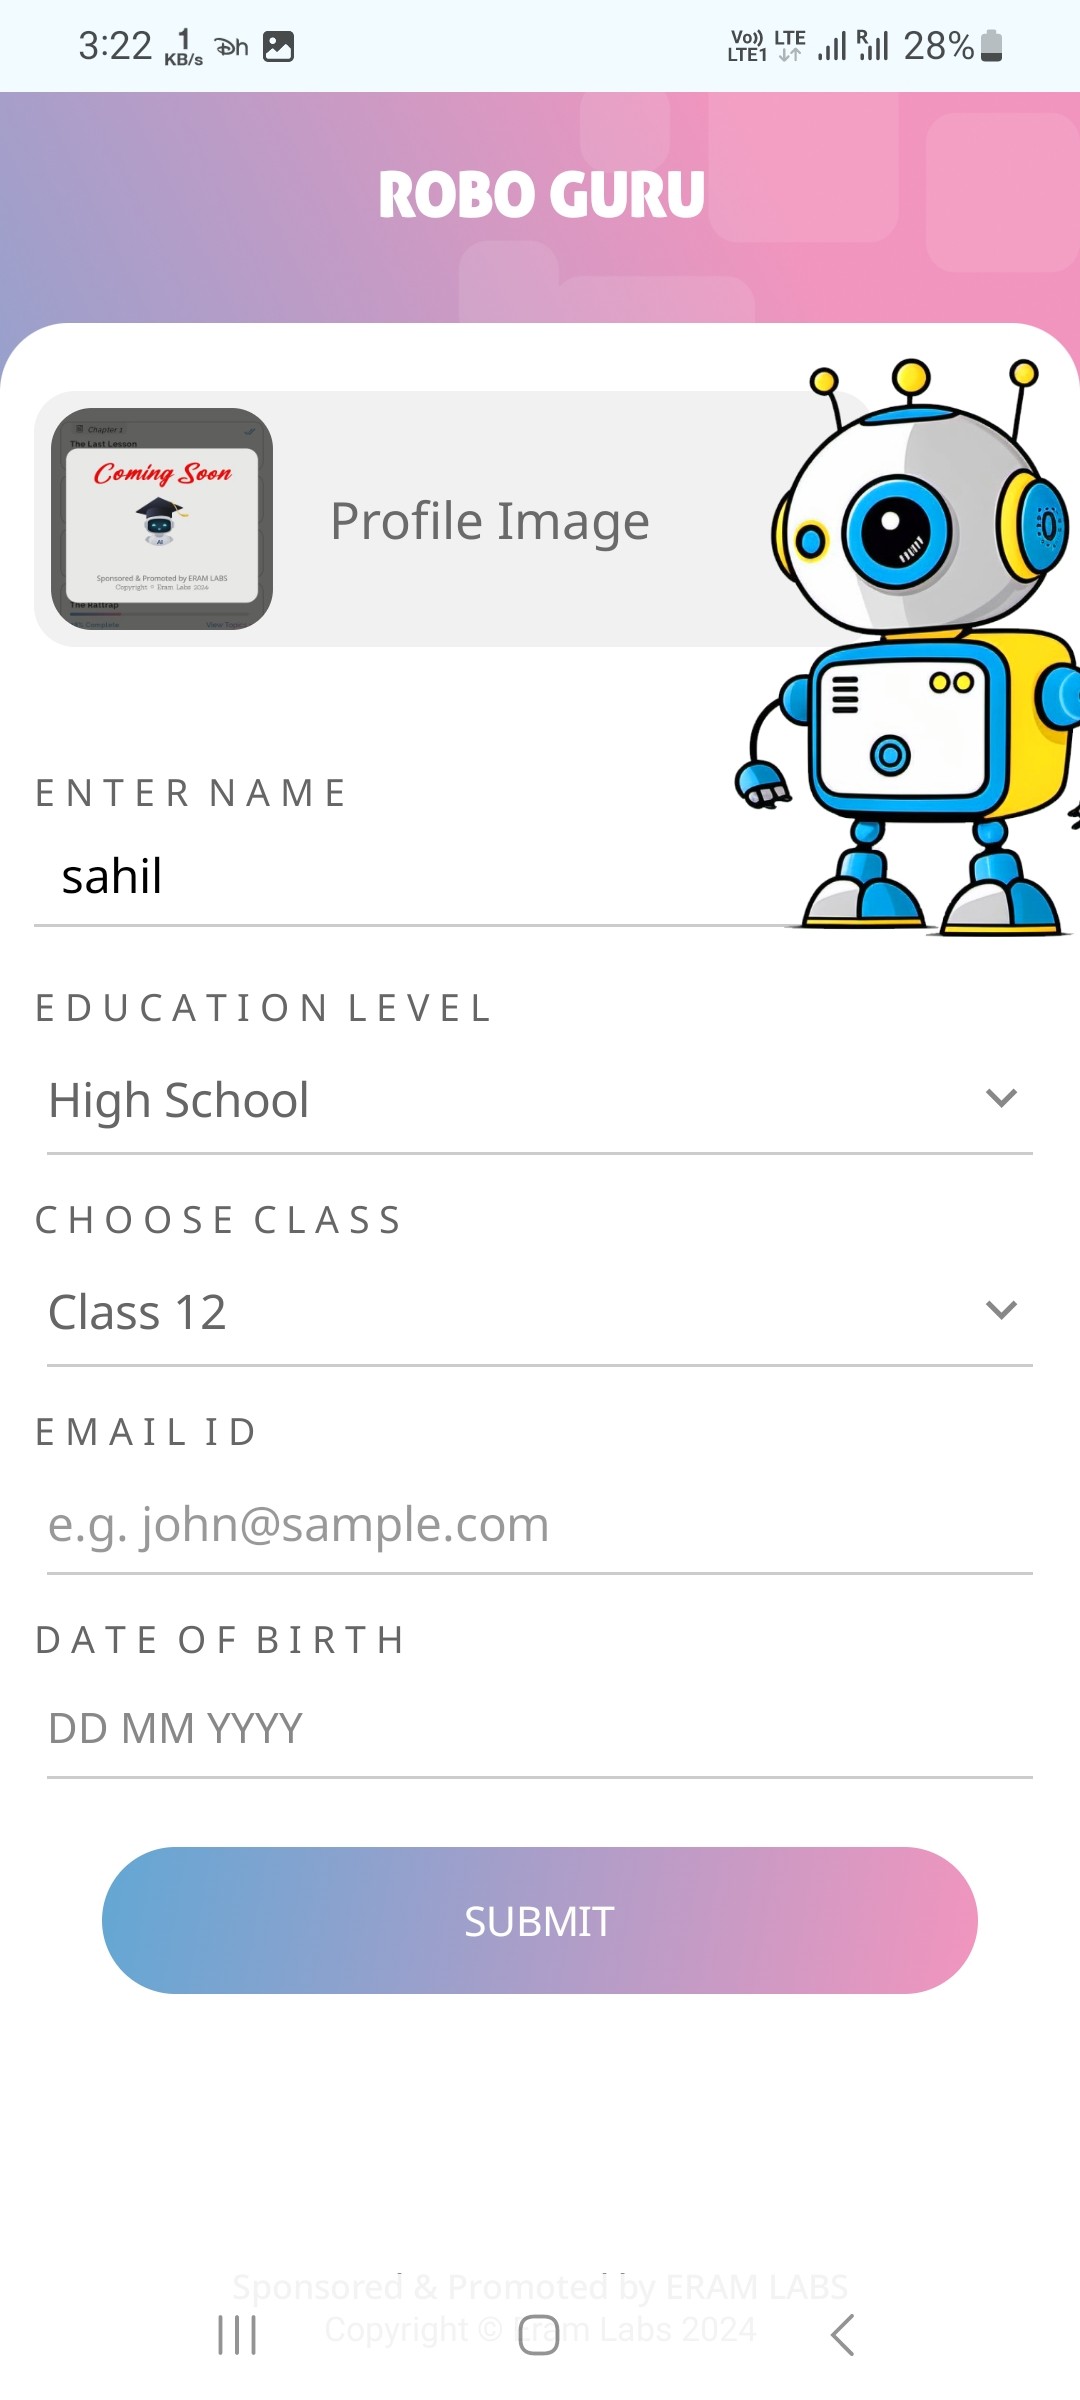 3:22 1 KB/s Dh Vo)) LTE1 LTE R 28%
ROBO GURU
Chapter 1
The Last Lesson
Coming Soon
AI
Sponsored & Promoted by ERAM LABS
Copyright © Eram Labs 2024
The Rattrap
Complete View Topics
Profile Image
ENTER NAME
sahil
EDUCATION LEVEL
High School
CHOOSE CLASS
Class 12
EMAIL ID
e.g. john@sample.com
DATE OF BIRTH
DD MM YYYY
SUBMIT
Sponsored & Promoted by ERAM LABS
Copyright © Eram Labs 2024